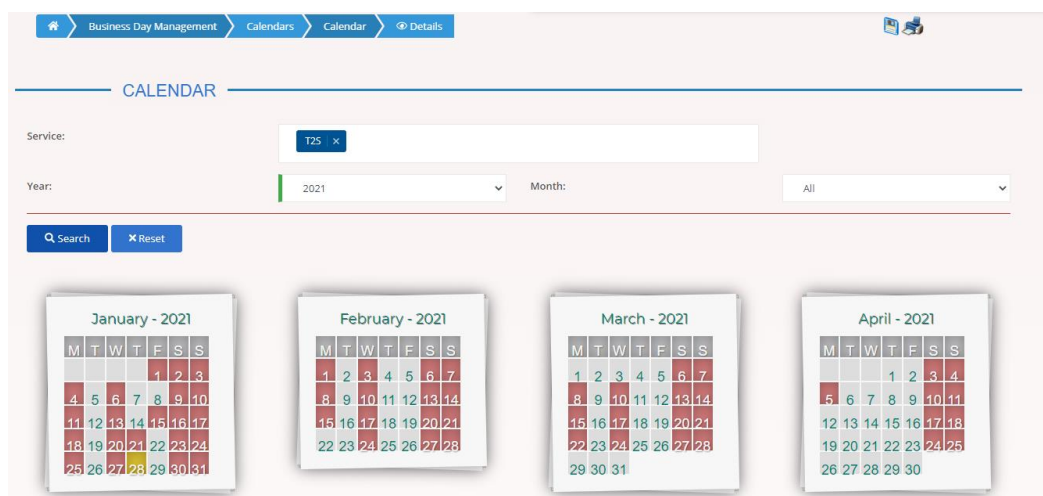 Business Day Management Calendars Calendar Details
CALENDAR
Service: T2S ×
Year: 2021 Month: All
Search × Reset
January - 2021
M T W T F S S
1 2 3
4 5 6 7 8 9 10
11 12 13 14 15 16 17
18 19 20 21 22 23 24
25 26 27 28 29 30 31
February - 2021
M T W T F S S
1 2 3 4 5 6 7
8 9 10 11 12 13 14
15 16 17 18 19 20 21
22 23 24 25 26 27 28
March - 2021
M T W T F S S
1 2 3 4 5 6 7
8 9 10 11 12 13 14
15 16 17 18 19 20 21
22 23 24 25 26 27 28
29 30 31
April - 2021
M T W T F S S
1 2 3 4
5 6 7 8 9 10 11
12 13 14 15 16 17 18
19 20 21 22 23 24 25
26 27 28 29 30